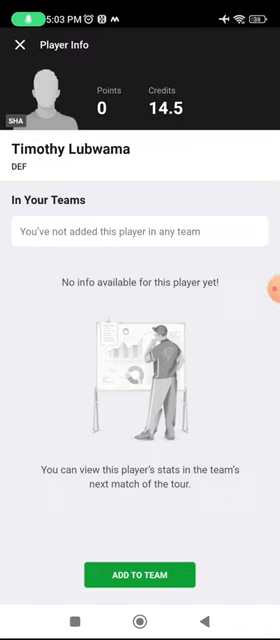 5:03 PM
38
Player Info
Points
Credits
0
14.5
SHA
Timothy Lubwama
DEF
In Your Teams
You've not added this player in any team
No info available for this player yet!
You can view this player's stats in the team's
next match of the tour.
ADD TO TEAM